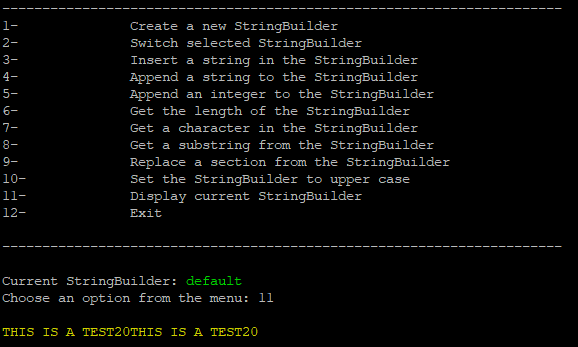 ----------------------------------------------------------------------
1-              Create a new StringBuilder
2-              Switch selected StringBuilder
3-              Insert a string in the StringBuilder
4-              Append a string to the StringBuilder
5-              Append an integer to the StringBuilder
6-              Get the length of the StringBuilder
7-              Get a character in the StringBuilder
8-              Get a substring from the StringBuilder
9-              Replace a section from the StringBuilder
10-             Set the StringBuilder to upper case
11-             Display current StringBuilder
12-             Exit
----------------------------------------------------------------------
Current StringBuilder: default
Choose an option from the menu: 11
THIS IS A TEST20THIS IS A TEST20